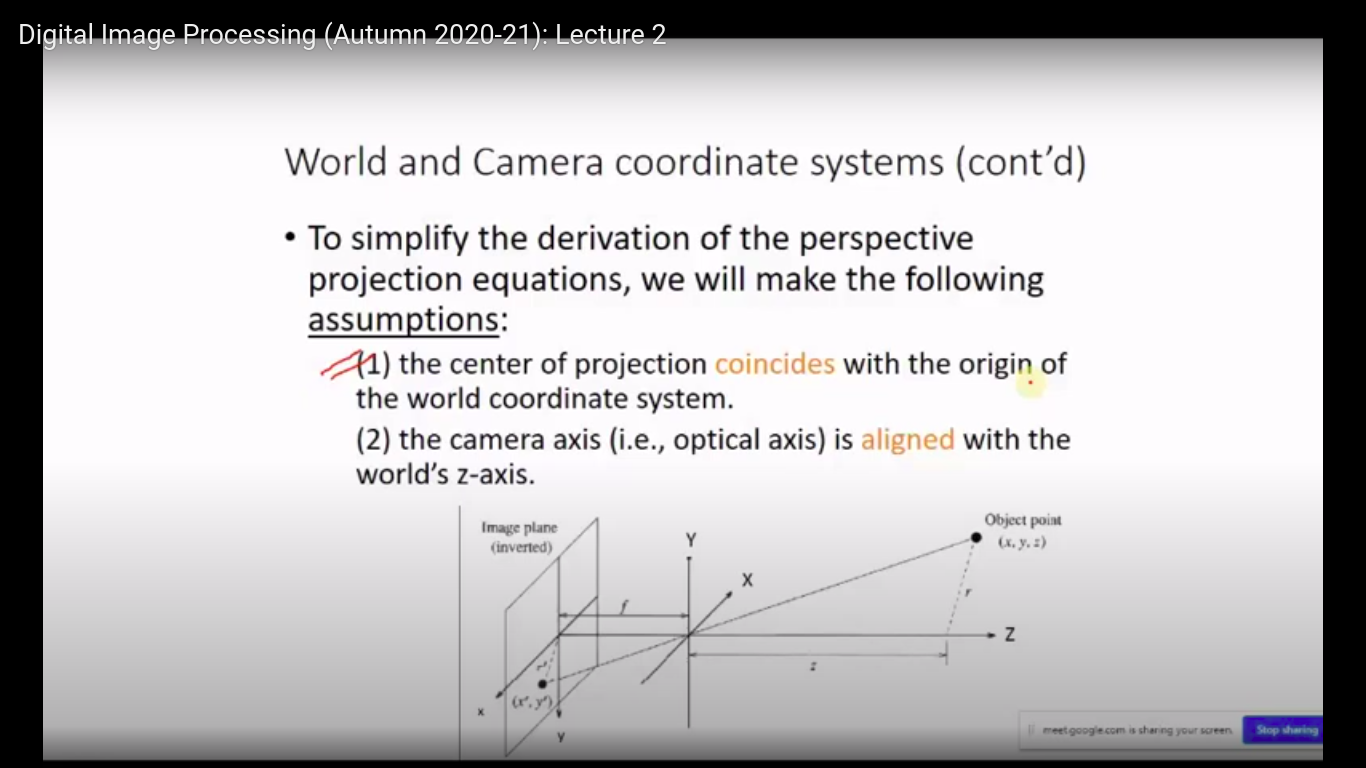 Digital Image Processing (Autumn 2020-21): Lecture 2
World and Camera coordinate systems (cont’d)
• To simplify the derivation of the perspective
projection equations, we will make the following
assumptions:
(1) the center of projection coincides with the origin of
the world coordinate system.
(2) the camera axis (i.e., optical axis) is aligned with the
world’s z-axis.
Image plane
(inverted)
Object point
(x, y, z)
Y
X
f
r
Z
z
r'
(x', y')
x
y
meet.google.com is sharing your screen.
Stop sharing